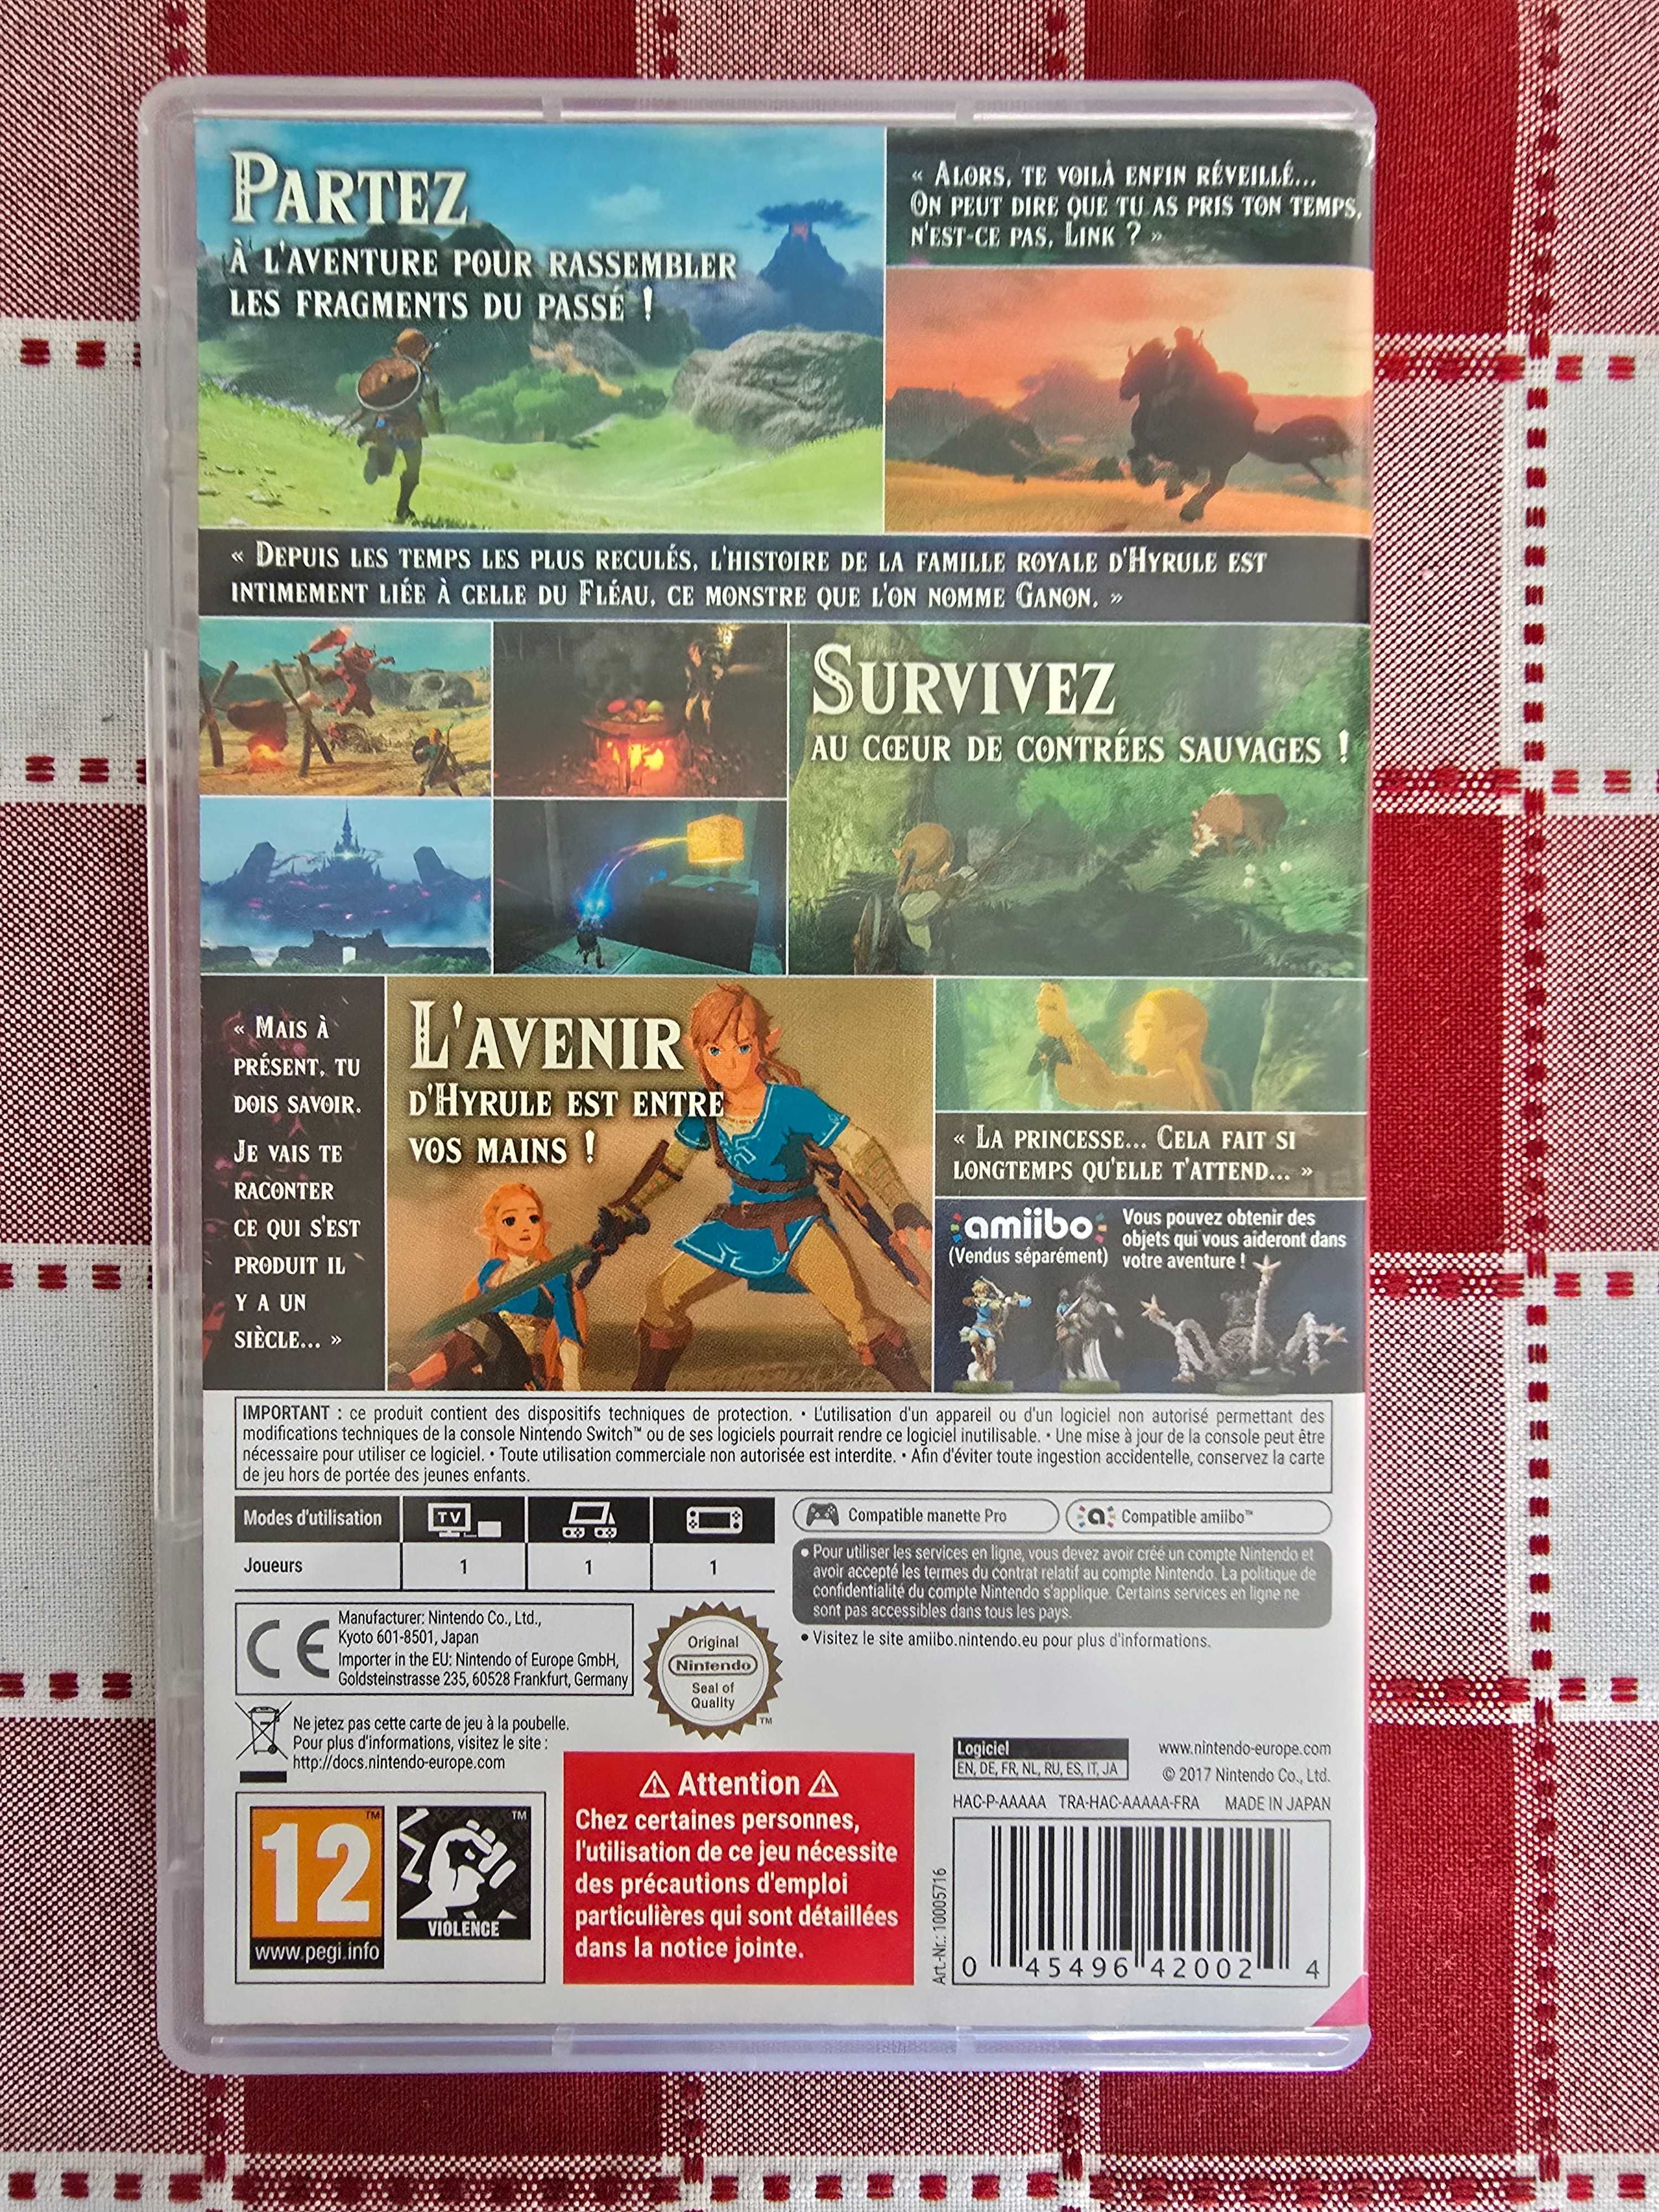 PARTEZ
À L'AVENTURE POUR RASSEMBLER
LES FRAGMENTS DU PASSÉ !
« ALORS, TE VOILÀ ENFIN RÉVEILLÉ...
ON PEUT DIRE QUE TU AS PRIS TON TEMPS,
N'EST-CE PAS, LINK ? »
« DEPUIS LES TEMPS LES PLUS RECULÉS, L'HISTOIRE DE LA FAMILLE ROYALE D'HYRULE EST
INTIMEMENT LIÉE À CELLE DU FLÉAU, CE MONSTRE QUE L'ON NOMME GANON. »
SURVIVEZ
AU CŒUR DE CONTRÉES SAUVAGES !
« MAIS À
PRÉSENT, TU
DOIS SAVOIR.
JE VAIS TE
RACONTER
CE QUI S'EST
PRODUIT IL
Y A UN
SIÈCLE... »
L'AVENIR
D'HYRULE EST ENTRE
VOS MAINS !
« LA PRINCESSE... CELA FAIT SI
LONGTEMPS QU'ELLE T'ATTEND... »
amiibo
(Vendus séparément)
Vous pouvez obtenir des
objets qui vous aideront dans
votre aventure !
IMPORTANT : ce produit contient des dispositifs techniques de protection. • L'utilisation d'un appareil ou d'un logiciel non autorisé permettant des
modifications techniques de la console Nintendo Switch™ ou de ses logiciels pourrait rendre ce logiciel inutilisable. • Une mise à jour de la console peut être
nécessaire pour utiliser ce logiciel. • Toute utilisation commerciale non autorisée est interdite. • Afin d'éviter toute ingestion accidentelle, conservez la carte
de jeu hors de portée des jeunes enfants.
Modes d'utilisation
TV
Joueurs
1
1
1
Compatible manette Pro
Compatible amiibo™
• Pour utiliser les services en ligne, vous devez avoir créé un compte Nintendo et
avoir accepté les termes du contrat relatif au compte Nintendo. La politique de
confidentialité du compte Nintendo s'applique. Certains services en ligne ne
sont pas accessibles dans tous les pays.
• Visitez le site amiibo.nintendo.eu pour plus d'informations.
CE
Manufacturer: Nintendo Co., Ltd.,
Kyoto 601-8501, Japan
Importer in the EU: Nintendo of Europe GmbH,
Goldsteinstrasse 235, 60528 Frankfurt, Germany
Original
Nintendo
Seal of
Quality
TM
Ne jetez pas cette carte de jeu à la poubelle.
Pour plus d'informations, visitez le site :
http://docs.nintendo-europe.com
12
TM
www.pegi.info
TM
VIOLENCE
⚠ Attention ⚠
Chez certaines personnes,
l'utilisation de ce jeu nécessite
des précautions d'emploi
particulières qui sont détaillées
dans la notice jointe.
Logiciel
EN, DE, FR, NL, RU, ES, IT, JA
www.nintendo-europe.com
© 2017 Nintendo Co., Ltd.
HAC-P-AAAAA TRA-HAC-AAAAA-FRA MADE IN JAPAN
Art.-Nr.: 10005716
0 45496 42002 4